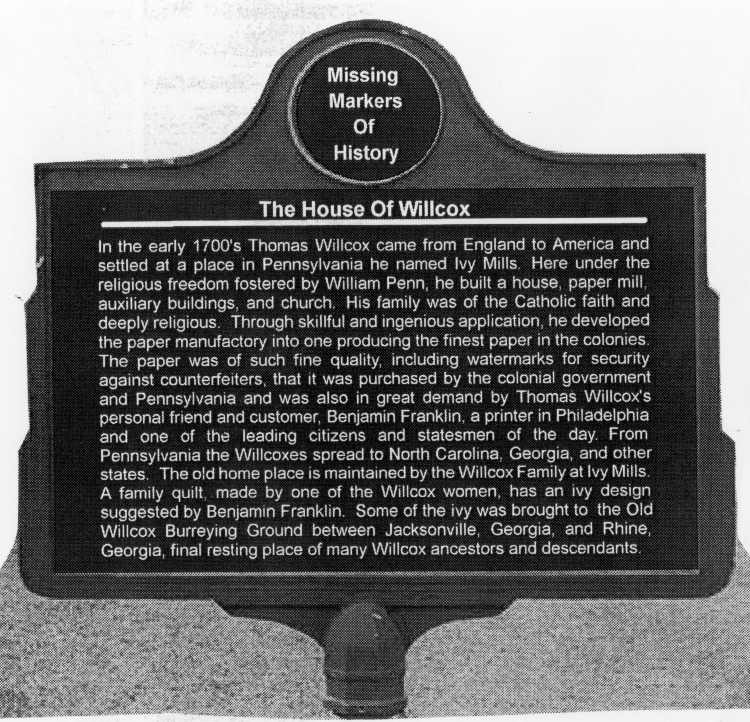 Missing
Markers
Of
History
The House Of Willcox
In the early 1700's Thomas Willcox came from England to America and
settled at a place in Pennsylvania he named Ivy Mills. Here under the
religious freedom fostered by William Penn, he built a house, paper mill,
auxiliary buildings, and church. His family was of the Catholic faith and
deeply religious. Through skillful and ingenious application, he developed
the paper manufactory into one producing the finest paper in the colonies.
The paper was of such fine quality, including watermarks for security
against counterfeiters, that it was purchased by the colonial government
and Pennsylvania and was also in great demand by Thomas Willcox's
personal friend and customer, Benjamin Franklin, a printer in Philadelphia
and one of the leading citizens and statesmen of the day. From
Pennsylvania the Willcoxes spread to North Carolina, Georgia, and other
states. The old home place is maintained by the Willcox Family at Ivy Mills.
A family quilt, made by one of the Willcox women, has an ivy design
suggested by Benjamin Franklin. Some of the ivy was brought to the Old
Willcox Burreying Ground between Jacksonville, Georgia, and Rhine,
Georgia, final resting place of many Willcox ancestors and descendants.